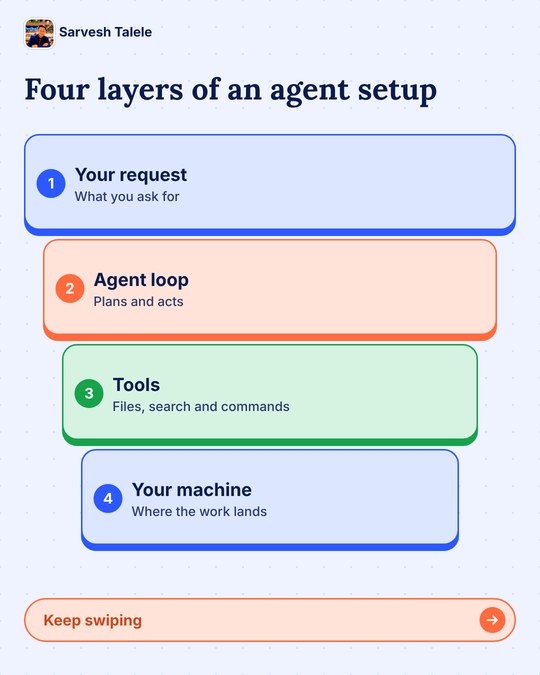 Sarvesh Talele
Four layers of an agent setup
1
Your request
What you ask for
2
Agent loop
Plans and acts
3
Tools
Files, search and commands
4
Your machine
Where the work lands
Keep swiping